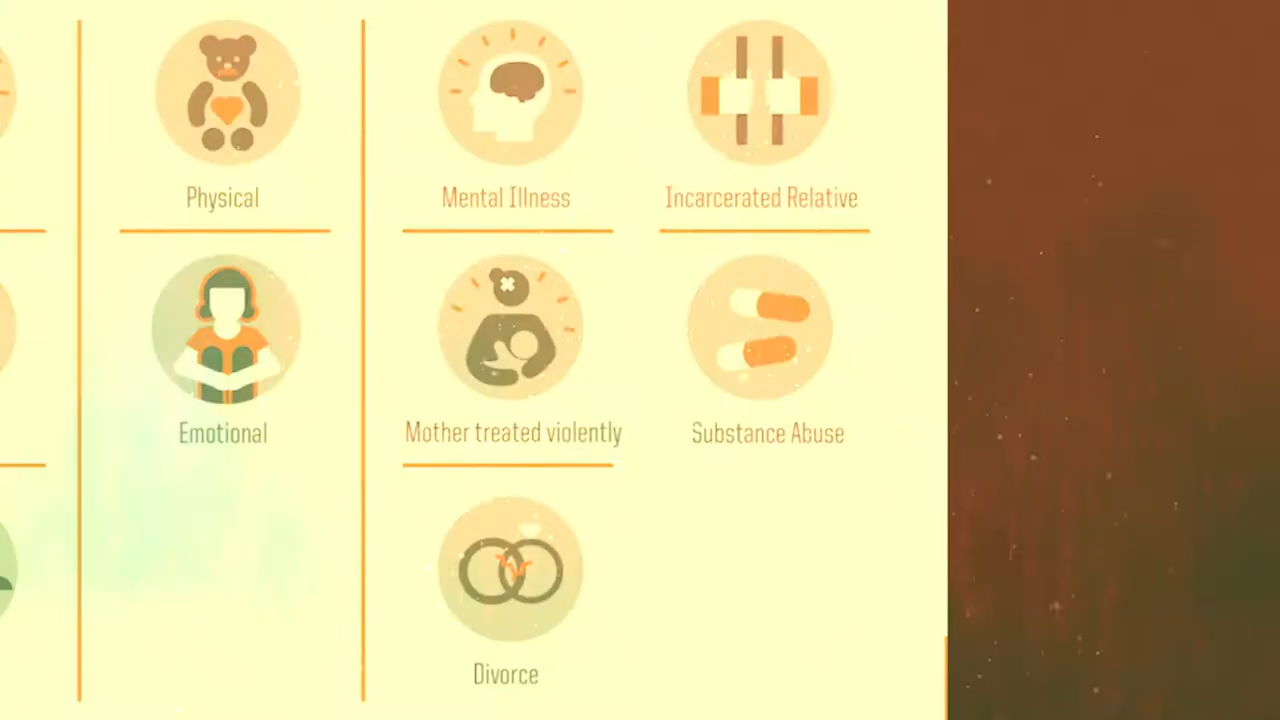 Physical
Mental Illness
Incarcerated Relative
Emotional
Mother treated violently
Substance Abuse
Divorce